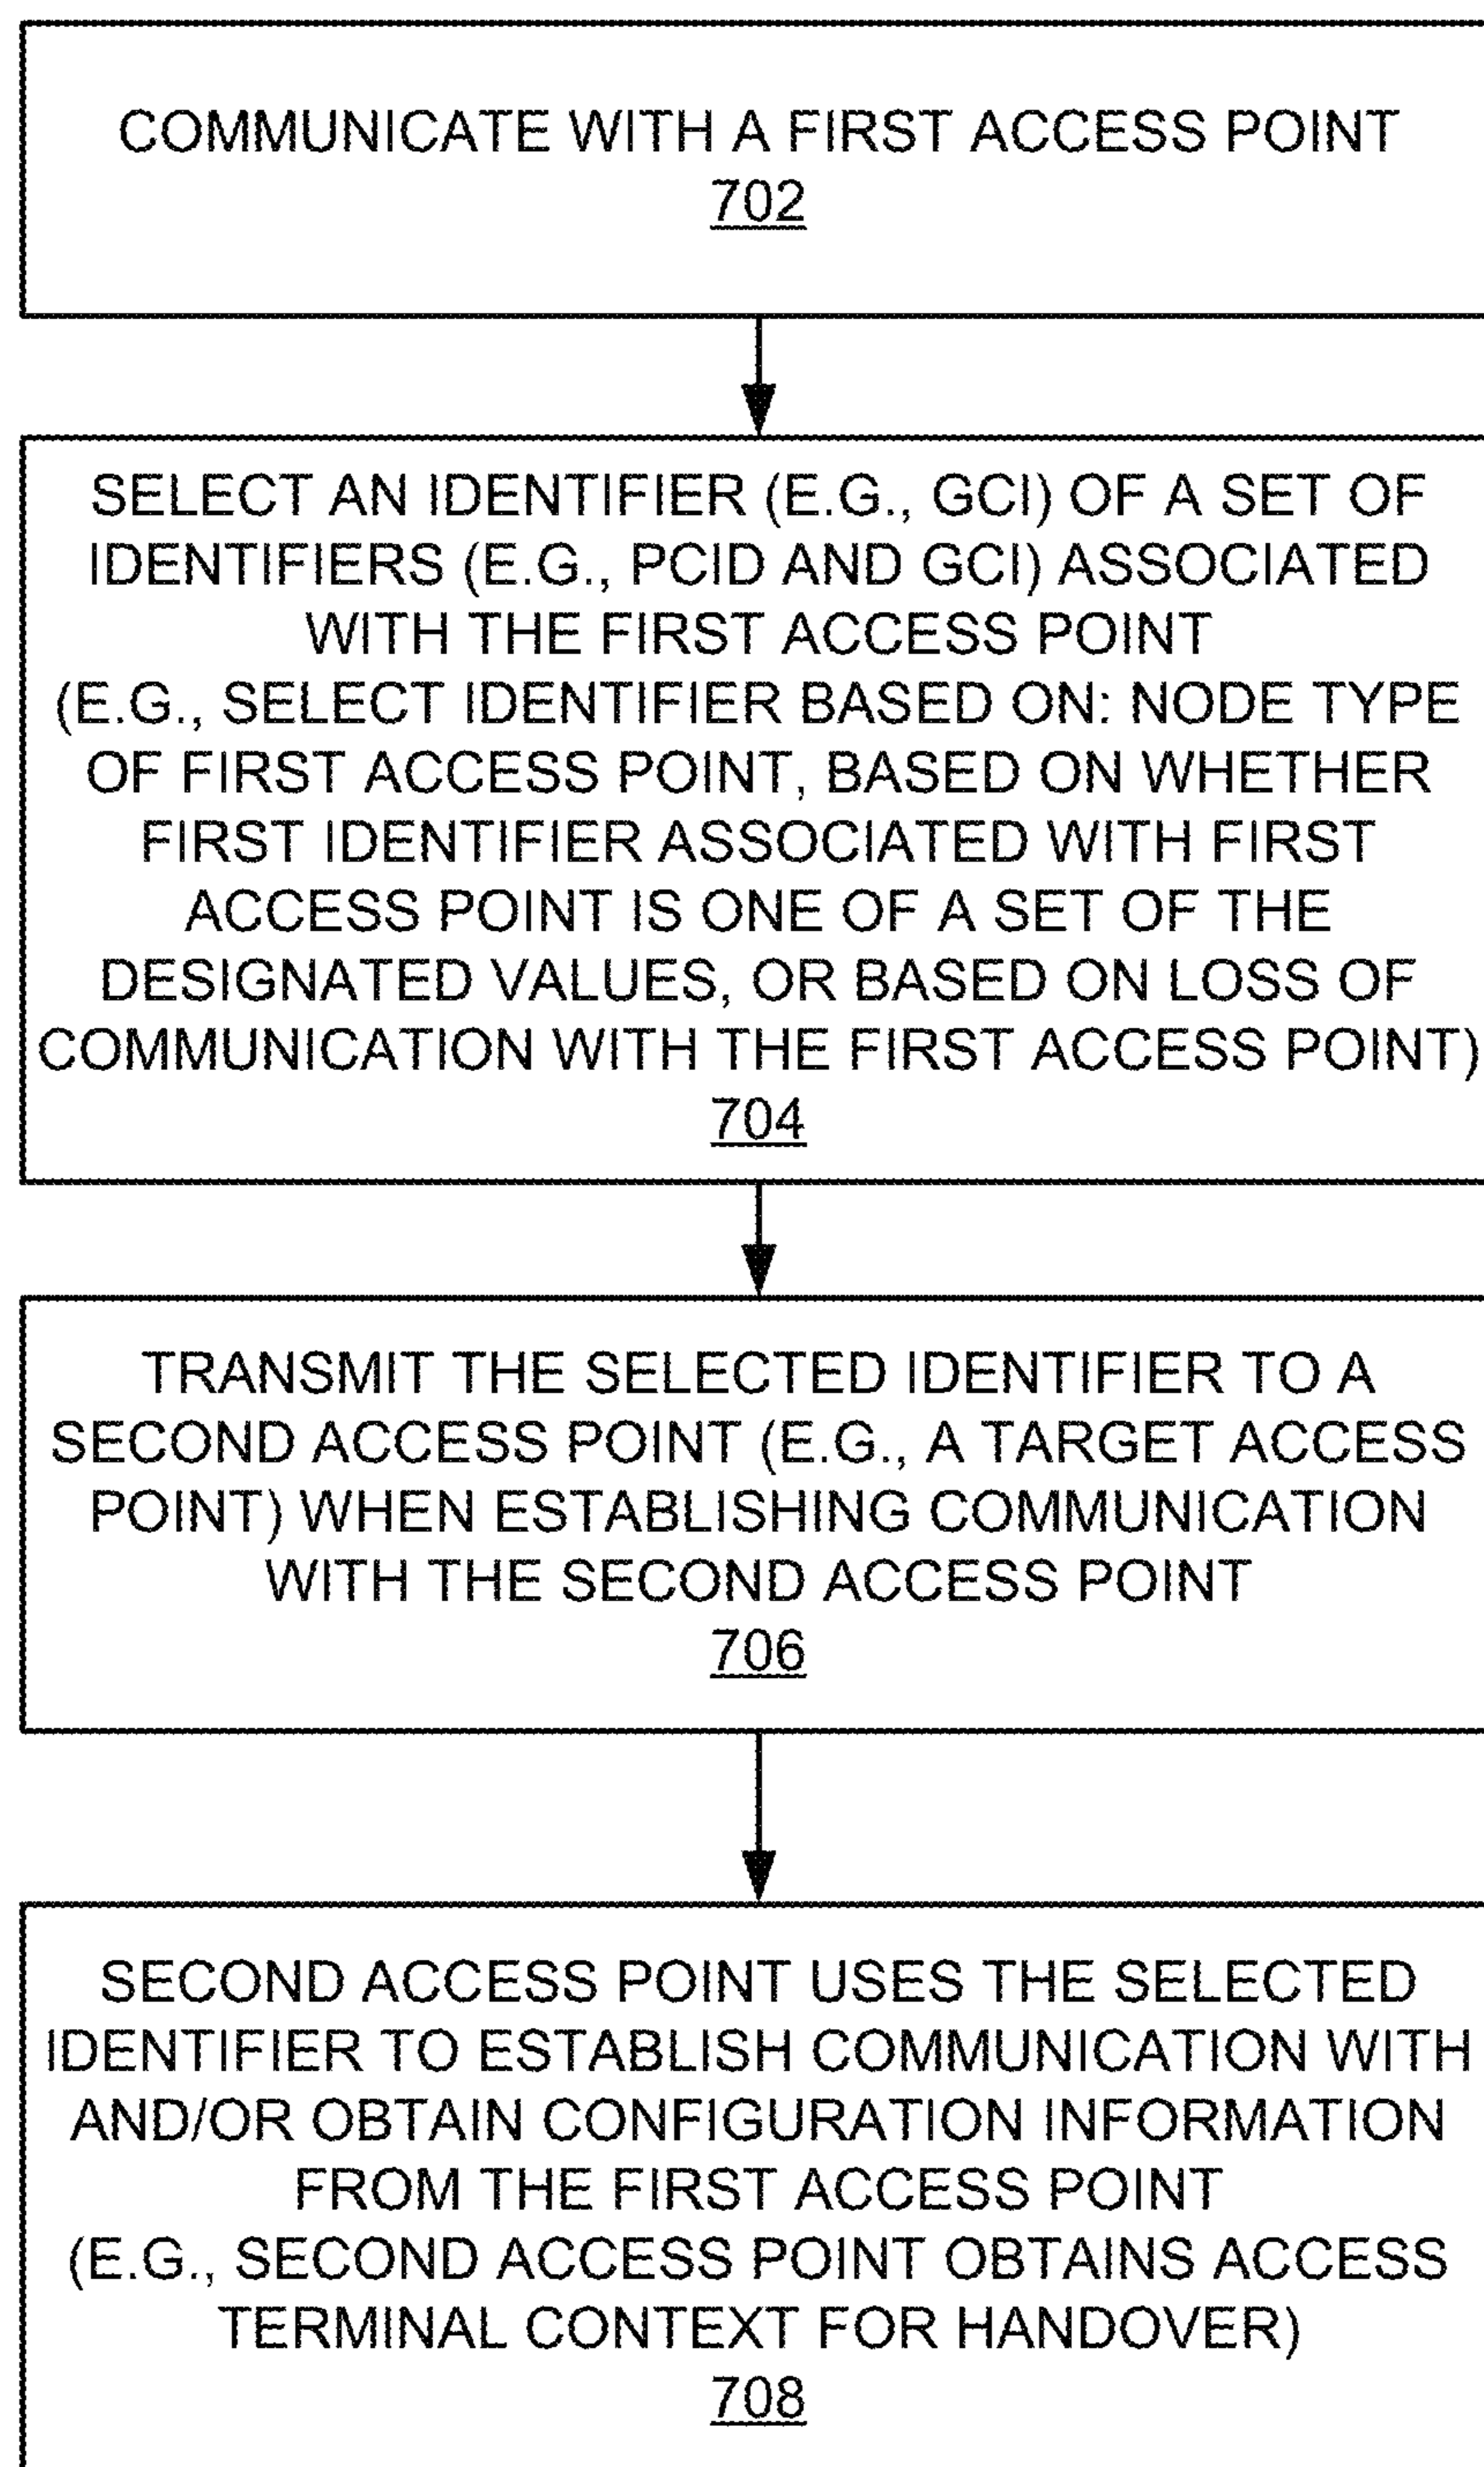 COMMUNICATE WITH A FIRST ACCESS POINT
702
SELECT AN IDENTIFIER (E.G., GCI) OF A SET OF
IDENTIFIERS (E.G., PCID AND GCI) ASSOCIATED
WITH THE FIRST ACCESS POINT
(E.G., SELECT IDENTIFIER BASED ON: NODE TYPE
OF FIRST ACCESS POINT, BASED ON WHETHER
FIRST IDENTIFIER ASSOCIATED WITH FIRST
ACCESS POINT IS ONE OF A SET OF THE
DESIGNATED VALUES, OR BASED ON LOSS OF
COMMUNICATION WITH THE FIRST ACCESS POINT)
704
TRANSMIT THE SELECTED IDENTIFIER TO A
SECOND ACCESS POINT (E.G., A TARGET ACCESS
POINT) WHEN ESTABLISHING COMMUNICATION
WITH THE SECOND ACCESS POINT
706
SECOND ACCESS POINT USES THE SELECTED
IDENTIFIER TO ESTABLISH COMMUNICATION WITH
AND/OR OBTAIN CONFIGURATION INFORMATION
FROM THE FIRST ACCESS POINT
(E.G., SECOND ACCESS POINT OBTAINS ACCESS
TERMINAL CONTEXT FOR HANDOVER)
708